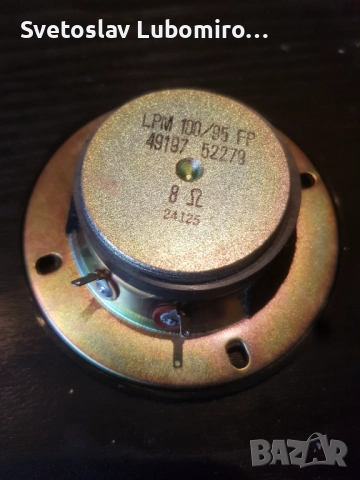 Svetoslav Lubomiro...
LPM 100/95 FP
49197 52279
8 Ω
24125
BAZAR